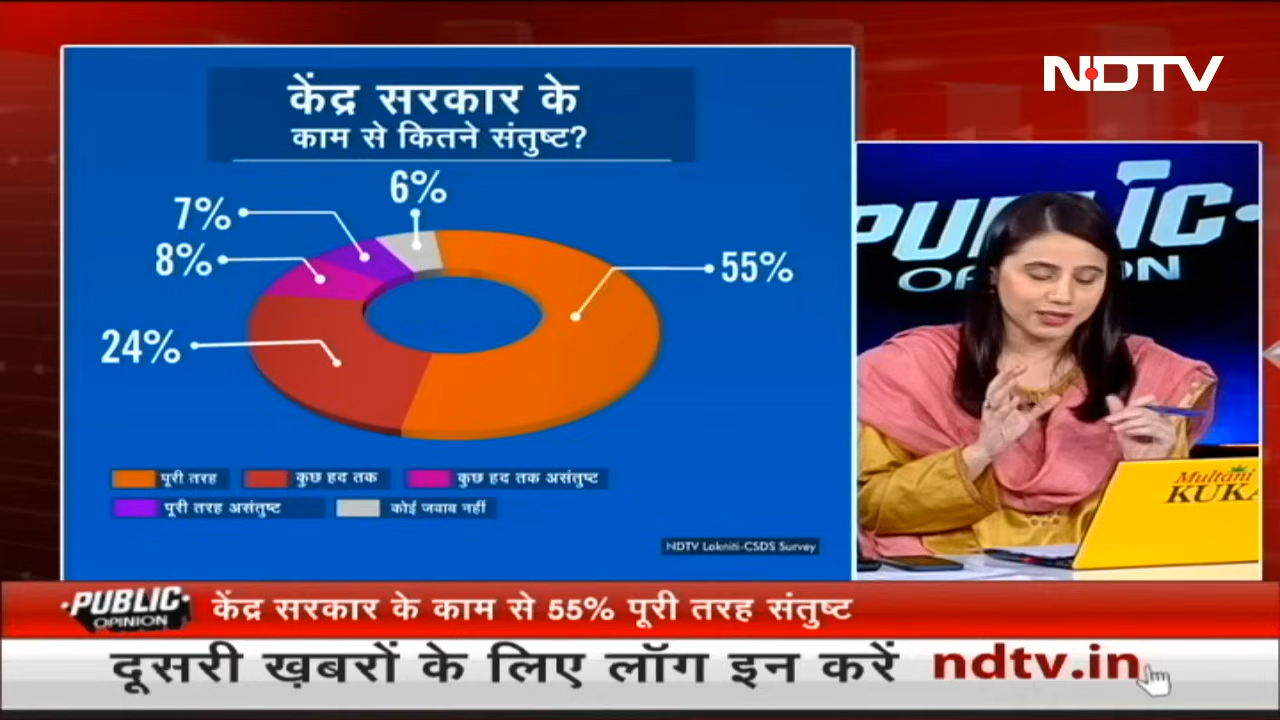 केंद्र सरकार के
काम से कितने संतुष्ट?
6%
7%
8%
24%
55%
पूरी तरह
कुछ हद तक
कुछ हद तक असंतुष्ट
पूरी तरह असंतुष्ट
कोई जवाब नहीं
NDTV Lokniti-CSDS Survey
NDTV
PUBLIC
OPINION
Multani
KUKA
PUBLIC
OPINION
केंद्र सरकार के काम से 55% पूरी तरह संतुष्ट
दूसरी ख़बरों के लिए लॉग इन करें ndtv.in